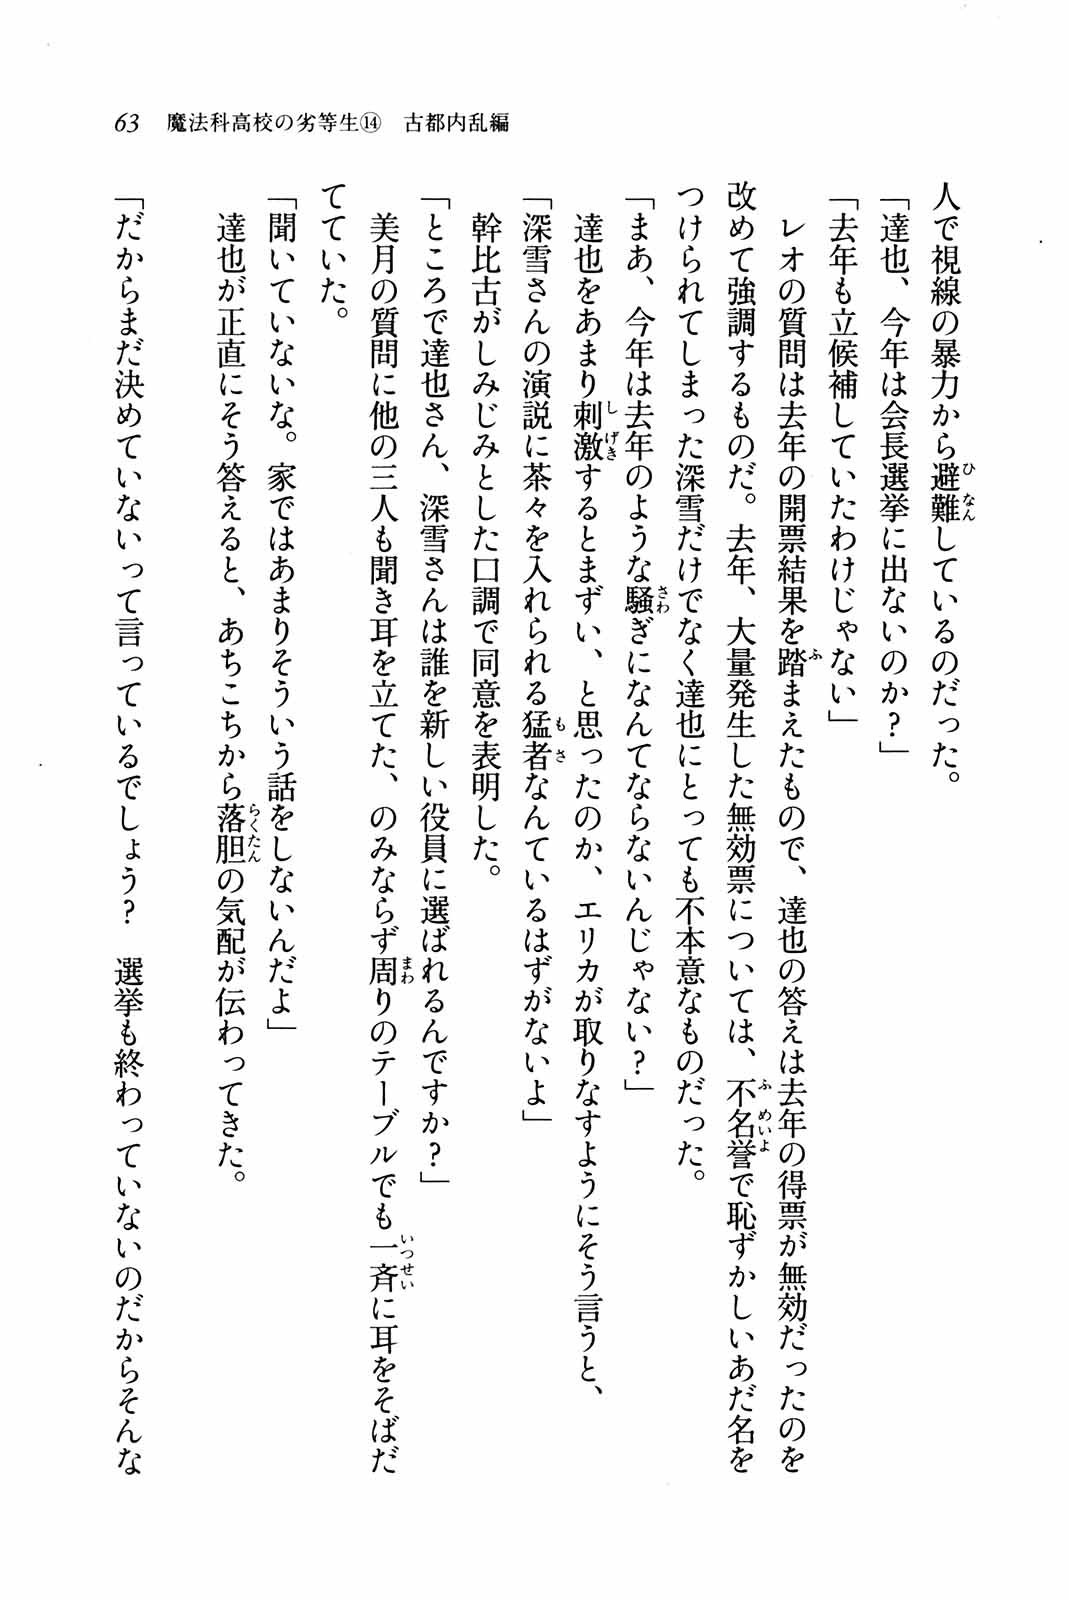 63　魔法科高校の劣等生⑭　古都内乱編
人で視線の暴力から避難しているのだった。
「達也、今年は会長選挙に出ないのか？」
「去年も立候補していたわけじゃない」
　レオの質問は去年の開票結果を踏まえたもので、達也の答えは去年の得票が無効だったのを
改めて強調するものだ。去年、大量発生した無効票については、不名誉で恥ずかしいあだ名を
つけられてしまった深雪だけでなく達也にとっても不本意なものだった。
「まあ、今年は去年のような騒ぎになんてならないんじゃない？」
　達也をあまり刺激するとまずい、と思ったのか、エリカが取りなすようにそう言うと、
「深雪さんの演説に茶々を入れられる猛者なんているはずがないよ」
　幹比古がしみじみとした口調で同意を表明した。
「ところで達也さん、深雪さんは誰を新しい役員に選ばれるんですか？」
　美月の質問に他の三人も聞き耳を立てた、のみならず周りのテーブルでも一斉に耳をそばだ
てていた。
「聞いていないな。家ではあまりそういう話をしないんだよ」
　達也が正直にそう答えると、あちこちから落胆の気配が伝わってきた。
「だからまだ決めていないって言っているでしょう？　選挙も終わっていないのだからそんな